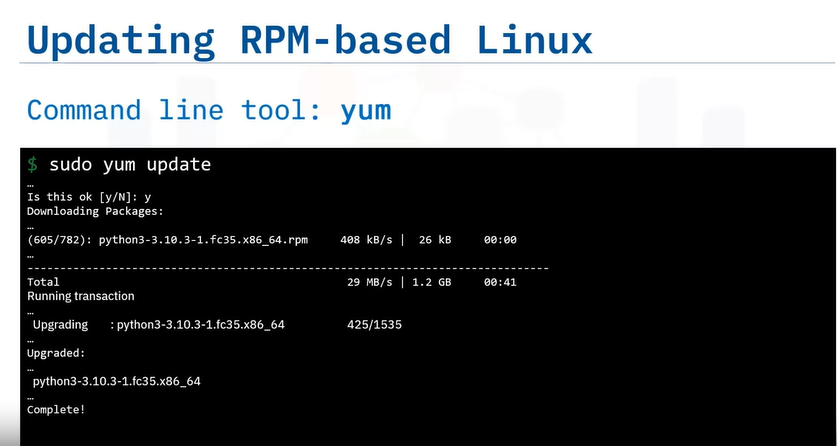 Updating RPM-based Linux
Command line tool: yum
$ sudo yum update
…
Is this ok [y/N]: y
Downloading Packages:
…
(605/782): python3-3.10.3-1.fc35.x86_64.rpm 408 kB/s | 26 kB 00:00
…
--------------------------------------------------------------------------------
Total 29 MB/s | 1.2 GB 00:41
Running transaction
…
Upgrading : python3-3.10.3-1.fc35.x86_64 425/1535
…
Upgraded:
…
python3-3.10.3-1.fc35.x86_64
…
Complete!